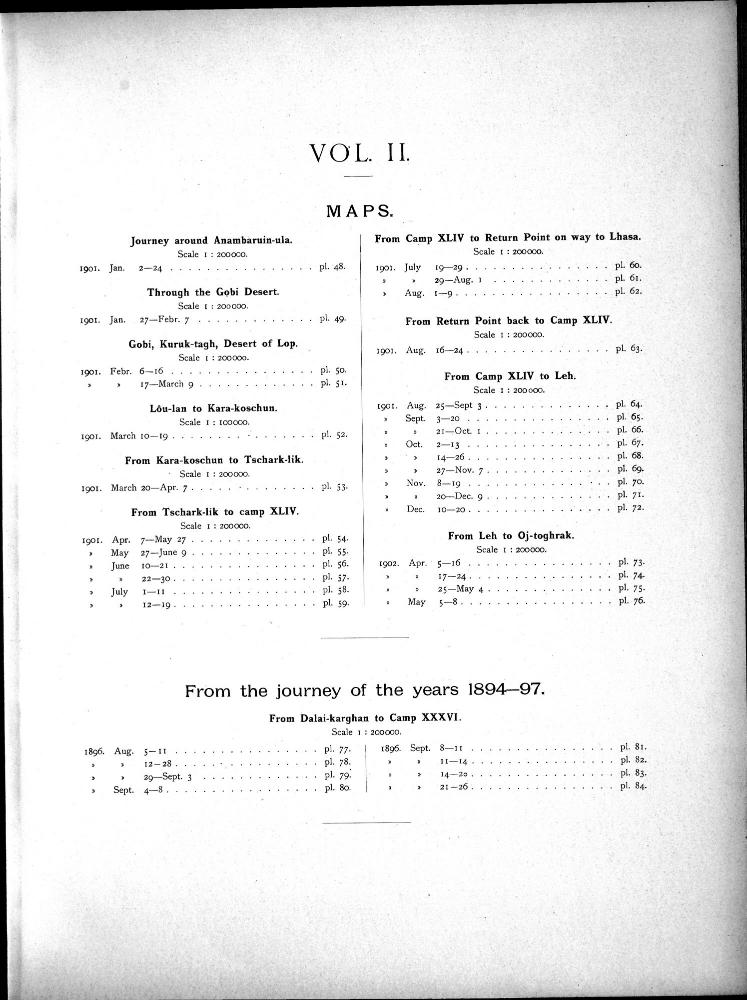 VOL. II.
MAPS.
Journey around Anambaruin-ula.
Scale 1 : 200000.
1901. Jan. 2—24 . . . . . . . . . . . . . . . . pl. 48.
Through the Gobi Desert.
Scale 1 : 200000.
1901. Jan. 27—Febr. 7 . . . . . . . . . . . . . pl. 49.
Gobi, Kuruk-tagh, Desert of Lop.
Scale 1 : 200000.
1901. Febr. 6—16 . . . . . . . . . . . . . . . . pl. 50.
» » 17—March 9 . . . . . . . . . . . . . pl. 51.
Lôu-lan to Kara-koschun.
Scale 1 : 100000.
1901. March 10—19 . . . . . . . . . . . . . . . . pl. 52.
From Kara-koschun to Tschark-lik.
Scale 1 : 200000.
1901. March 20—Apr. 7 . . . . . . . . . . . . . . pl. 53.
From Tschark-lik to camp XLIV.
Scale 1 : 200000.
1901. Apr. 7—May 27 . . . . . . . . . . . . . . pl. 54.
» May 27—June 9 . . . . . . . . . . . . . . pl. 55.
» June 10—21 . . . . . . . . . . . . . . . . pl. 56.
» » 22—30 . . . . . . . . . . . . . . . . pl. 57.
» July 1—11 . . . . . . . . . . . . . . . . pl. 58.
» » 12—19 . . . . . . . . . . . . . . . . pl. 59.
From Camp XLIV to Return Point on way to Lhasa.
Scale 1 : 200000.
1901. July 19—29 . . . . . . . . . . . . . . . . pl. 60.
» » 29—Aug. 1 . . . . . . . . . . . . . pl. 61.
» Aug. 1—9 . . . . . . . . . . . . . . . . . pl. 62.
From Return Point back to Camp XLIV.
Scale 1 : 200000.
1901. Aug. 16—24 . . . . . . . . . . . . . . . . pl. 63.
From Camp XLIV to Leh.
Scale 1 : 200000.
1901. Aug. 25—Sept 3 . . . . . . . . . . . . . . pl. 64.
» Sept. 3—20 . . . . . . . . . . . . . . . . pl. 65.
» » 21—Oct. 1 . . . . . . . . . . . . . . pl. 66.
» Oct. 2—13 . . . . . . . . . . . . . . . . pl. 67.
» » 14—26 . . . . . . . . . . . . . . . . pl. 68.
» » 27—Nov. 7 . . . . . . . . . . . . . . pl. 69.
» Nov. 8—19 . . . . . . . . . . . . . . . . pl. 70.
» » 20—Dec. 9 . . . . . . . . . . . . . . pl. 71.
» Dec. 10—20 . . . . . . . . . . . . . . . . pl. 72.
From Leh to Oj-toghrak.
Scale 1 : 200000.
1902. Apr. 5—16 . . . . . . . . . . . . . . . . pl. 73.
» » 17—24 . . . . . . . . . . . . . . . . pl. 74.
» » 25—May 4 . . . . . . . . . . . . . . pl. 75.
» May 5—8 . . . . . . . . . . . . . . . . . pl. 76.
From the journey of the years 1894—97.
From Dalai-karghan to Camp XXXVI.
Scale 1 : 200000.
1896. Aug. 5—11 . . . . . . . . . . . . . . . . pl. 77.
» » 12—28 . . . . . . . . . . . . . . . . pl. 78.
» » 29—Sept. 3 . . . . . . . . . . . . . pl. 79.
» Sept. 4—8 . . . . . . . . . . . . . . . . . pl. 80.
1896. Sept. 8—11 . . . . . . . . . . . . . . . . pl. 81.
» » 11—14 . . . . . . . . . . . . . . . . pl. 82.
» » 14—20 . . . . . . . . . . . . . . . . pl. 83.
» » 21—26 . . . . . . . . . . . . . . . . pl. 84.